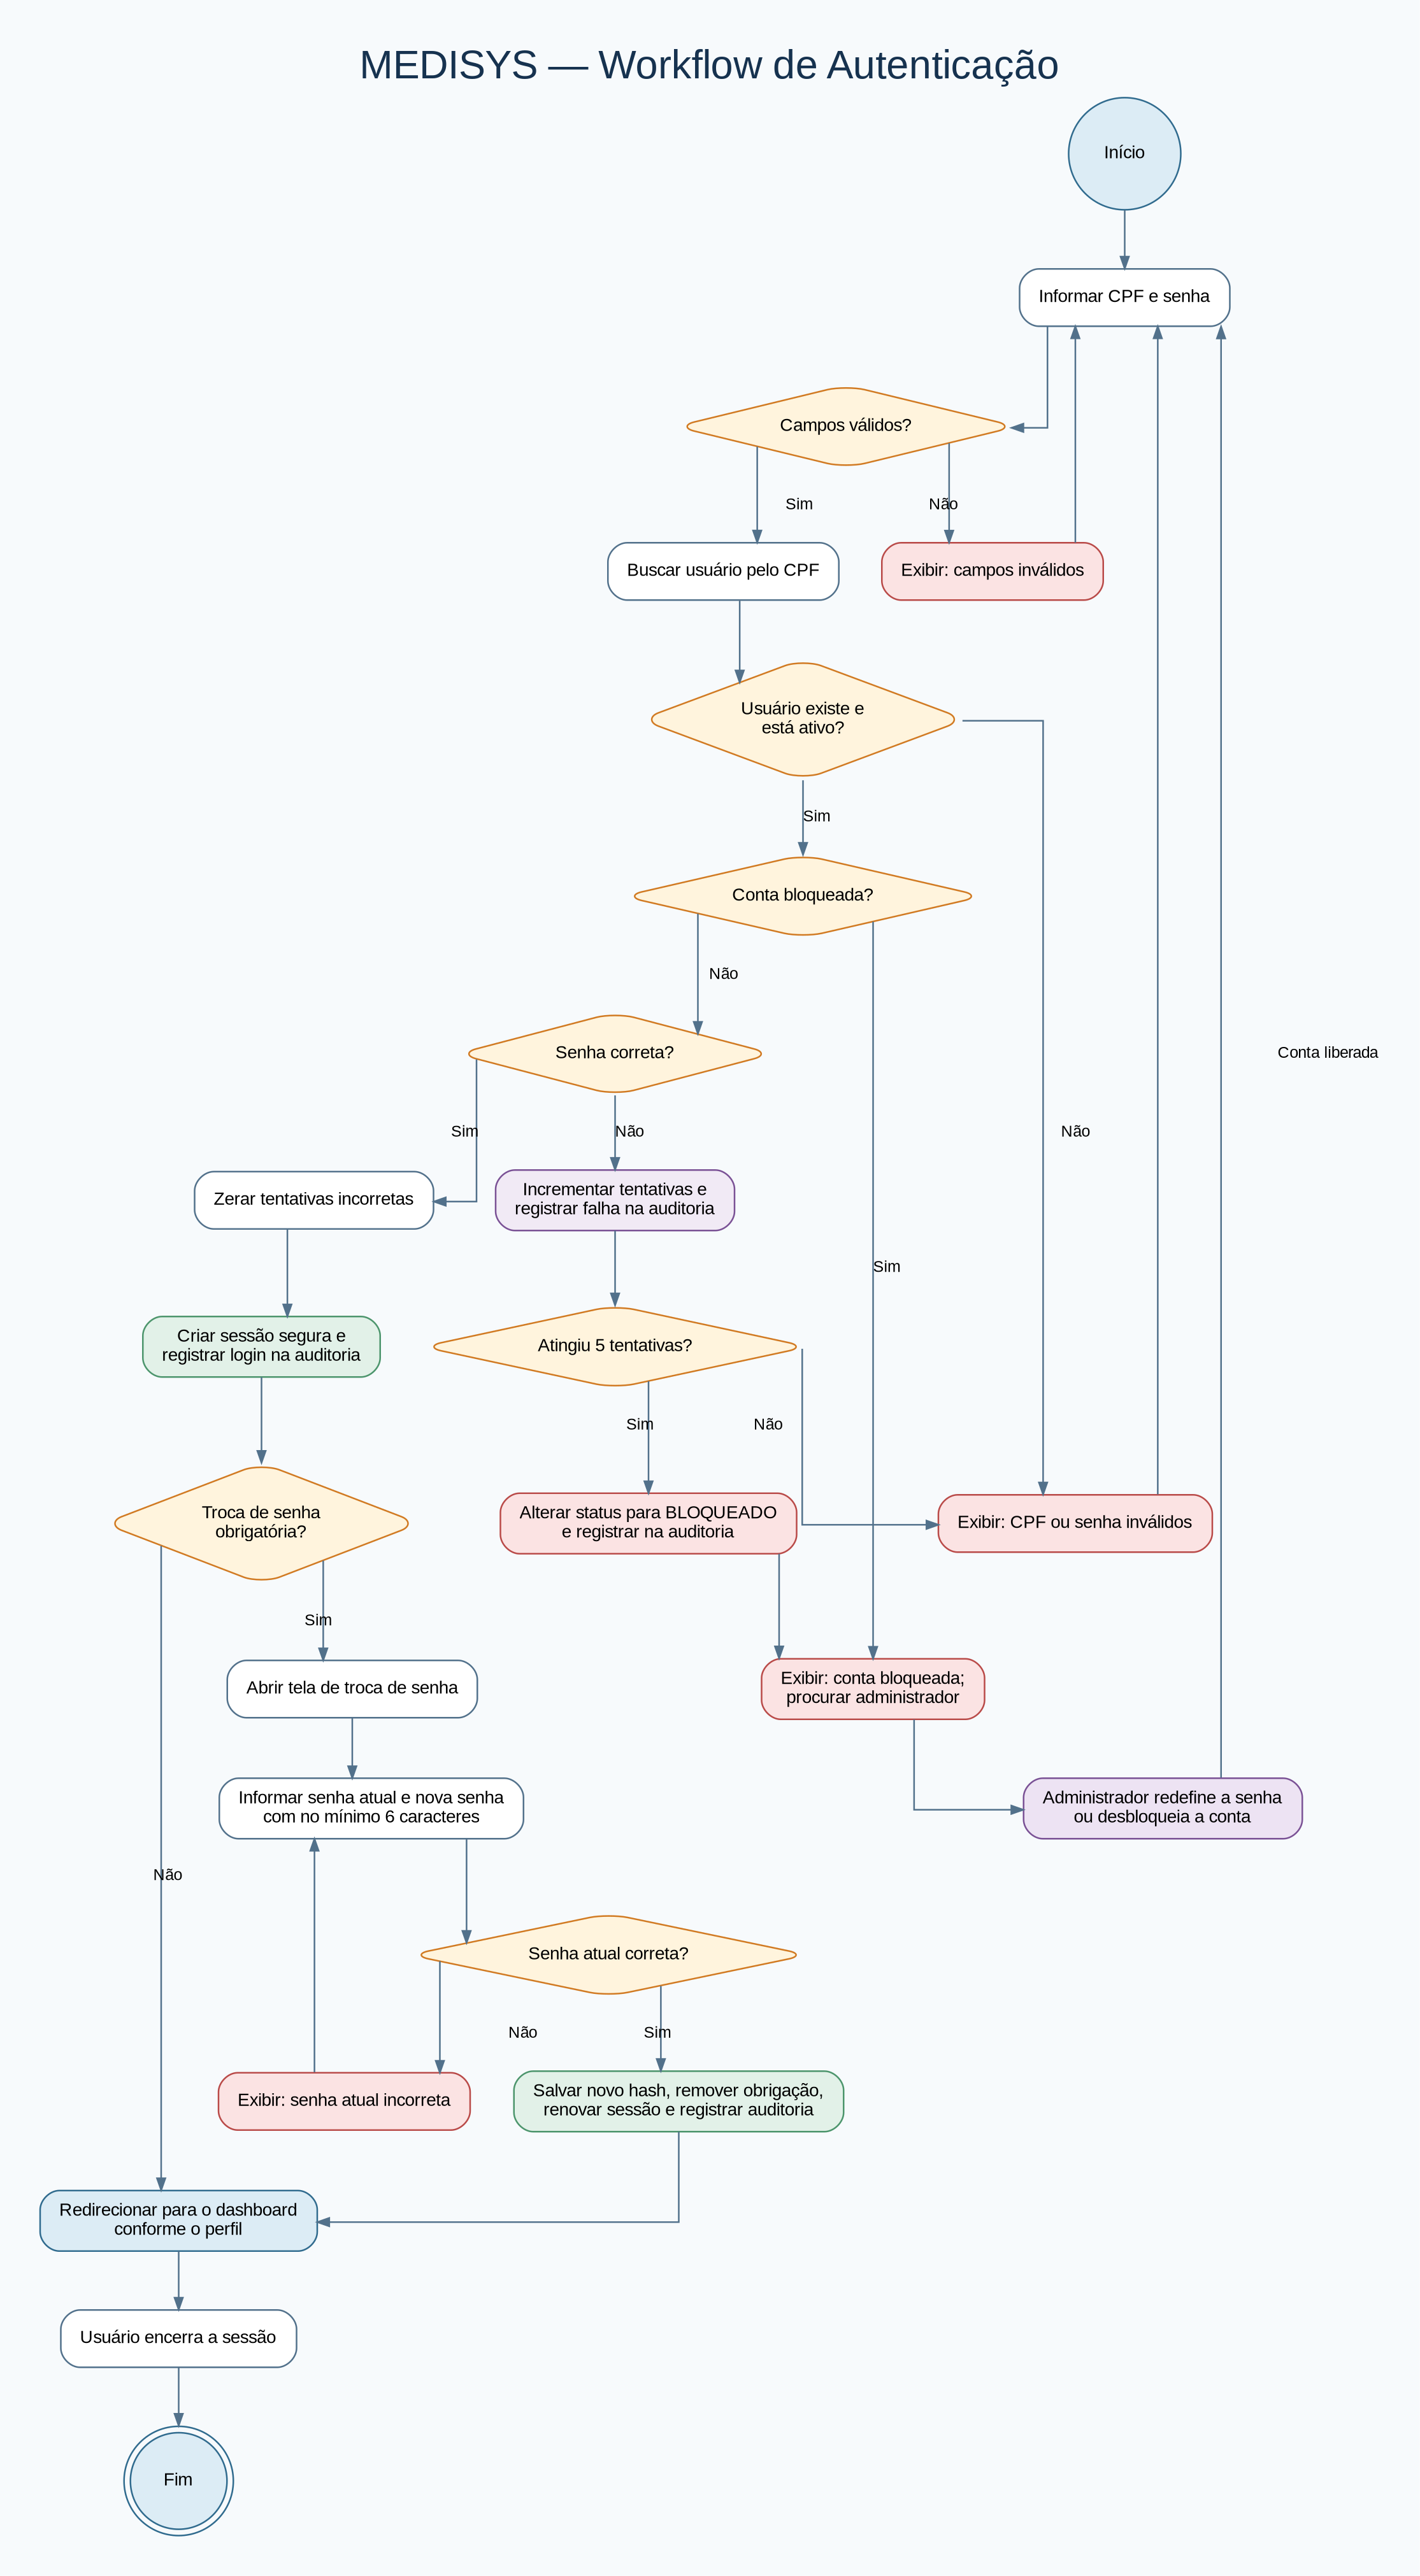 MEDISYS — Workflow de Autenticação
Início
Informar CPF e senha
Campos válidos?
Sim
Não
Buscar usuário pelo CPF
Exibir: campos inválidos
Usuário existe e
está ativo?
Sim
Conta bloqueada?
Não
Senha correta?
Conta liberada
Sim
Não
Não
Zerar tentativas incorretas
Incrementar tentativas e
registrar falha na auditoria
Sim
Criar sessão segura e
registrar login na auditoria
Atingiu 5 tentativas?
Sim
Não
Troca de senha
obrigatória?
Alterar status para BLOQUEADO
e registrar na auditoria
Exibir: CPF ou senha inválidos
Sim
Abrir tela de troca de senha
Exibir: conta bloqueada;
procurar administrador
Informar senha atual e nova senha
com no mínimo 6 caracteres
Administrador redefine a senha
ou desbloqueia a conta
Não
Senha atual correta?
Não
Sim
Exibir: senha atual incorreta
Salvar novo hash, remover obrigação,
renovar sessão e registrar auditoria
Redirecionar para o dashboard
conforme o perfil
Usuário encerra a sessão
Fim